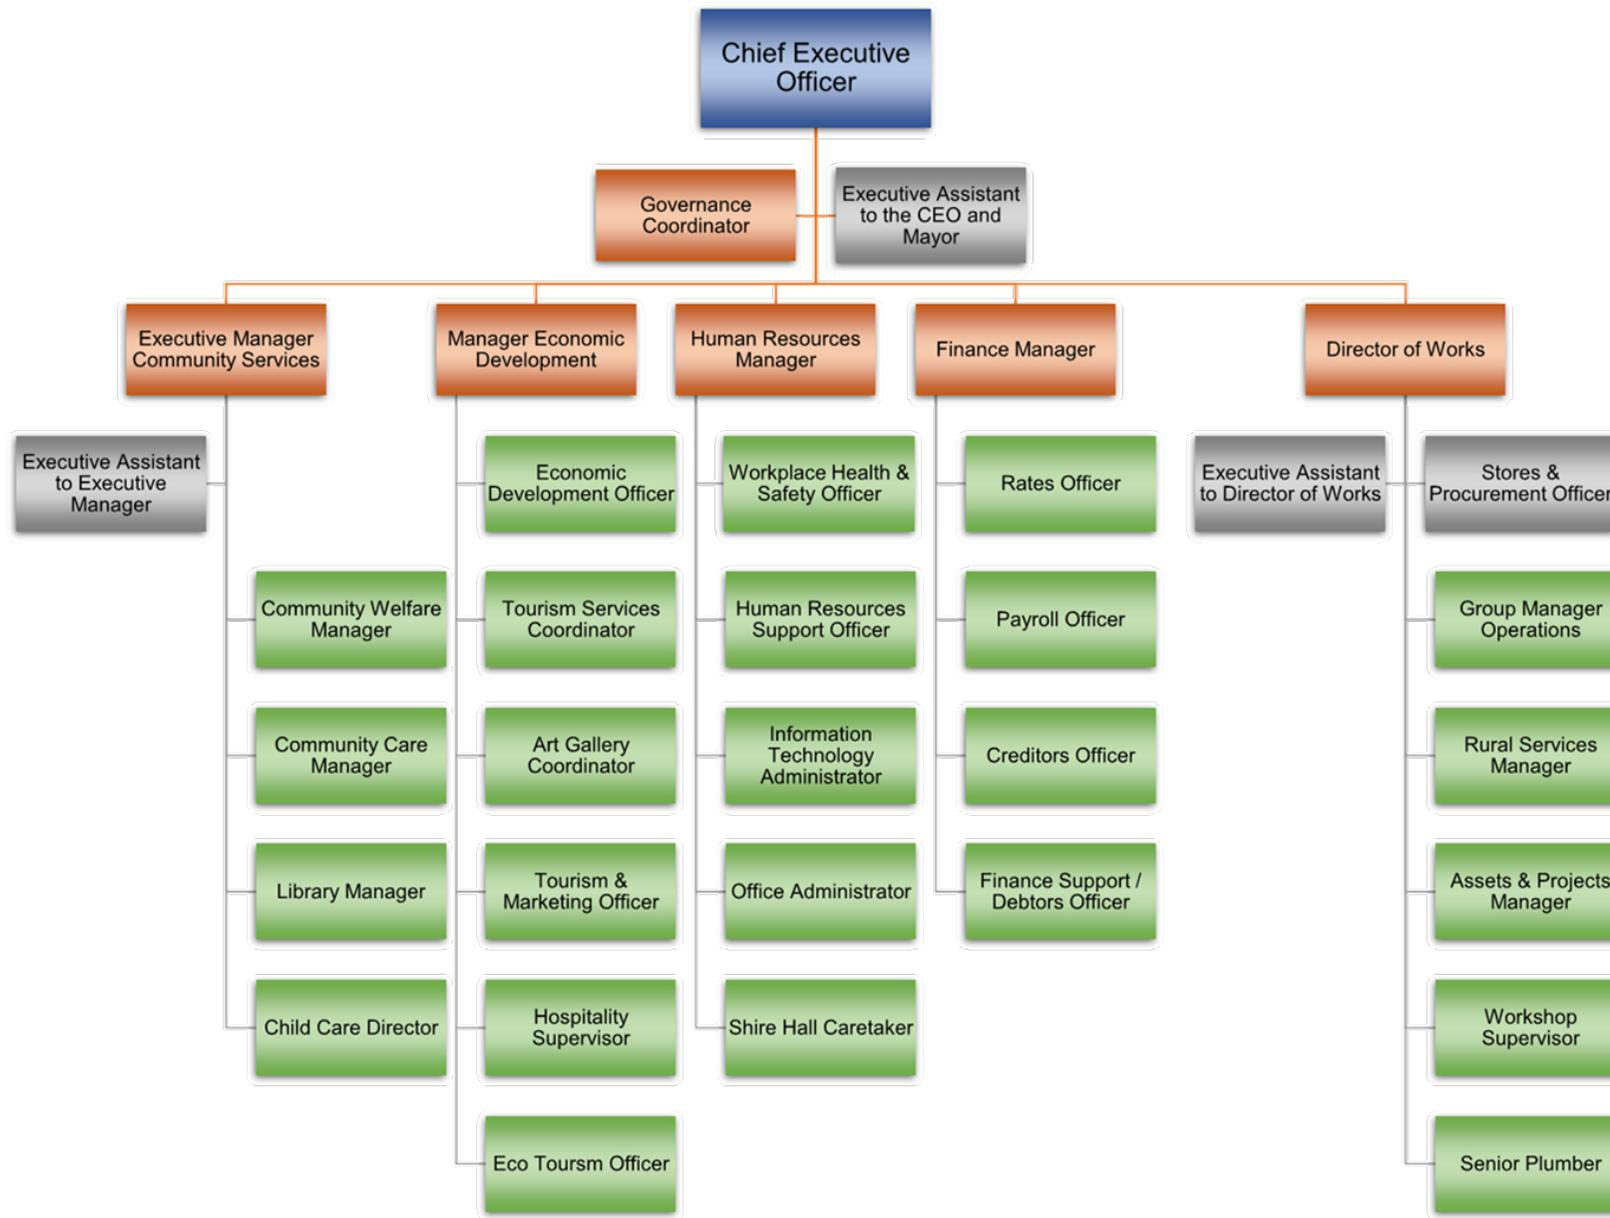 Chief Executive
Officer
Governance
Coordinator
Executive Assistant
to the CEO and
Mayor
Executive Manager
Community Services
Manager Economic
Development
Human Resources
Manager
Finance Manager
Director of Works
Executive Assistant
to Executive
Manager
Economic
Development Officer
Workplace Health &
Safety Officer
Rates Officer
Executive Assistant
to Director of Works
Stores &
Procurement Officer
Community Welfare
Manager
Tourism Services
Coordinator
Human Resources
Support Officer
Payroll Officer
Group Manager
Operations
Community Care
Manager
Art Gallery
Coordinator
Information
Technology
Administrator
Creditors Officer
Rural Services
Manager
Library Manager
Tourism &
Marketing Officer
Office Administrator
Finance Support /
Debtors Officer
Assets & Projects
Manager
Child Care Director
Hospitality
Supervisor
Shire Hall Caretaker
Workshop
Supervisor
Eco Toursm Officer
Senior Plumber